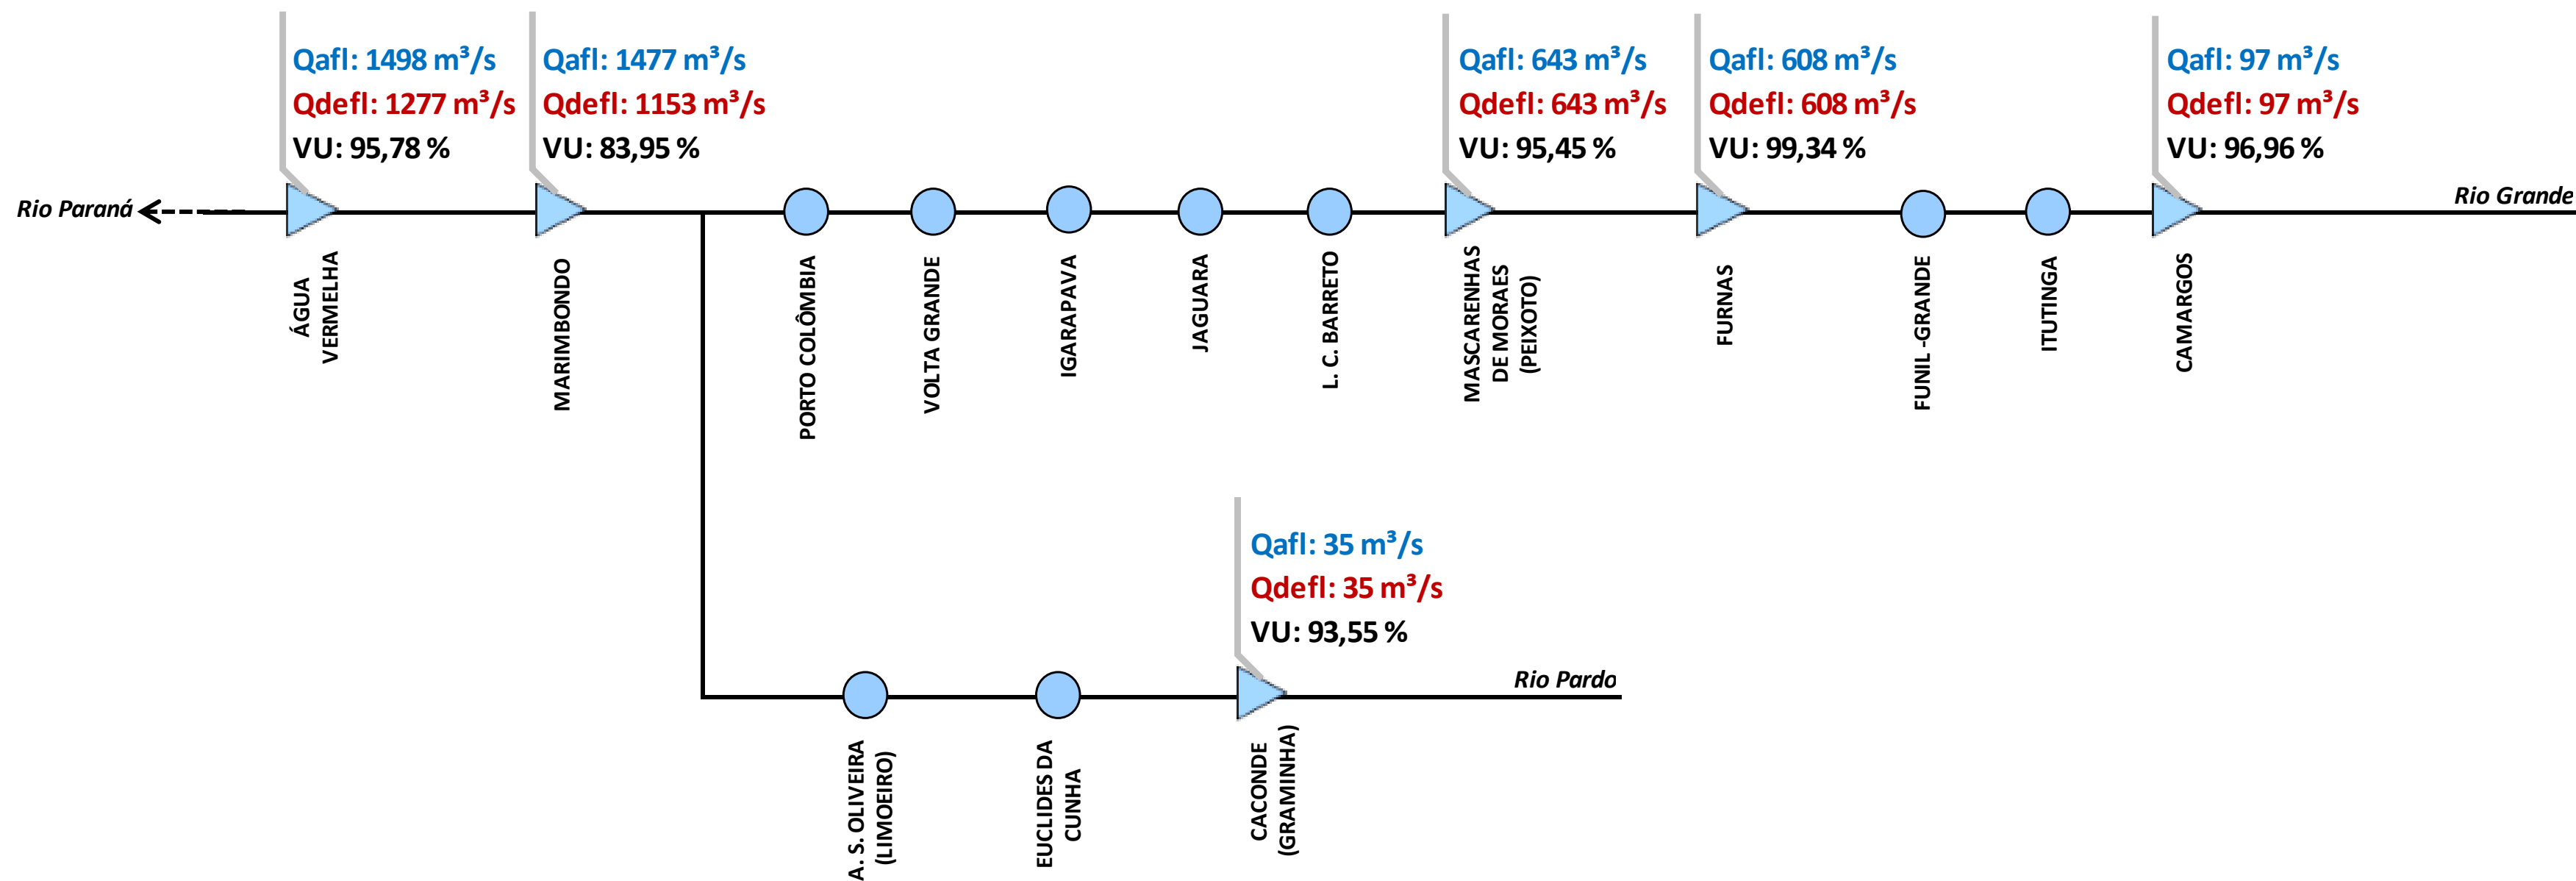 Qafl: 1498 m³/s
Qdefl: 1277 m³/s
VU: 95,78 %
Qafl: 1477 m³/s
Qdefl: 1153 m³/s
VU: 83,95 %
Qafl: 643 m³/s
Qdefl: 643 m³/s
VU: 95,45 %
Qafl: 608 m³/s
Qdefl: 608 m³/s
VU: 99,34 %
Qafl: 97 m³/s
Qdefl: 97 m³/s
VU: 96,96 %
Rio Paraná
Rio Grande
ÁGUA
VERMELHA
MARIMBONDO
PORTO COLÔMBIA
VOLTA GRANDE
IGARAPAVA
JAGUARA
L. C. BARRETO
MASCARENHAS
DE MORAES
(PEIXOTO)
FURNAS
FUNIL -GRANDE
ITUTINGA
CAMARGOS
Qafl: 35 m³/s
Qdefl: 35 m³/s
VU: 93,55 %
Rio Pardo
A. S. OLIVEIRA
(LIMOEIRO)
EUCLIDES DA
CUNHA
CACONDE
(GRAMINHA)